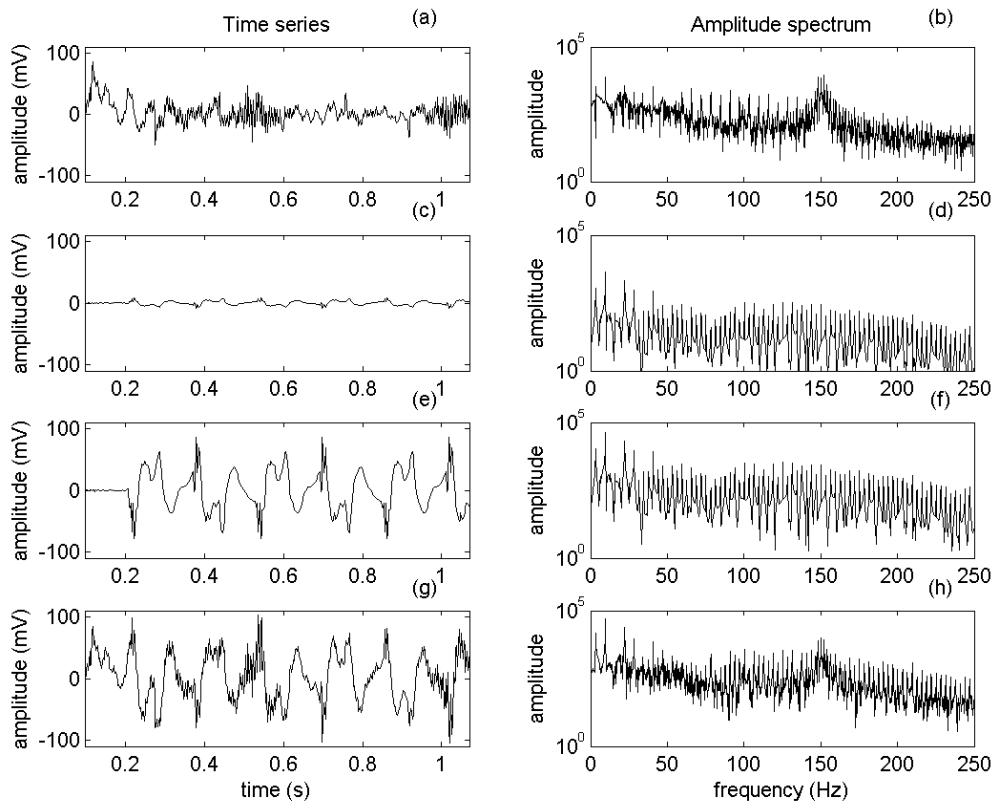 Time series (a)
100
0
-100
amplitude (mV)
0.2 0.4 0.6 0.8 1
Amplitude spectrum (b)
10^5
10^0
amplitude
0 50 100 150 200 250
(c)
100
0
-100
amplitude (mV)
0.2 0.4 0.6 0.8 1
(d)
10^5
10^0
amplitude
0 50 100 150 200 250
(e)
100
0
-100
amplitude (mV)
0.2 0.4 0.6 0.8 1
(f)
10^5
10^0
amplitude
0 50 100 150 200 250
(g)
100
0
-100
amplitude (mV)
0.2 0.4 0.6 0.8 1
time (s)
(h)
10^5
10^0
amplitude
0 50 100 150 200 250
frequency (Hz)